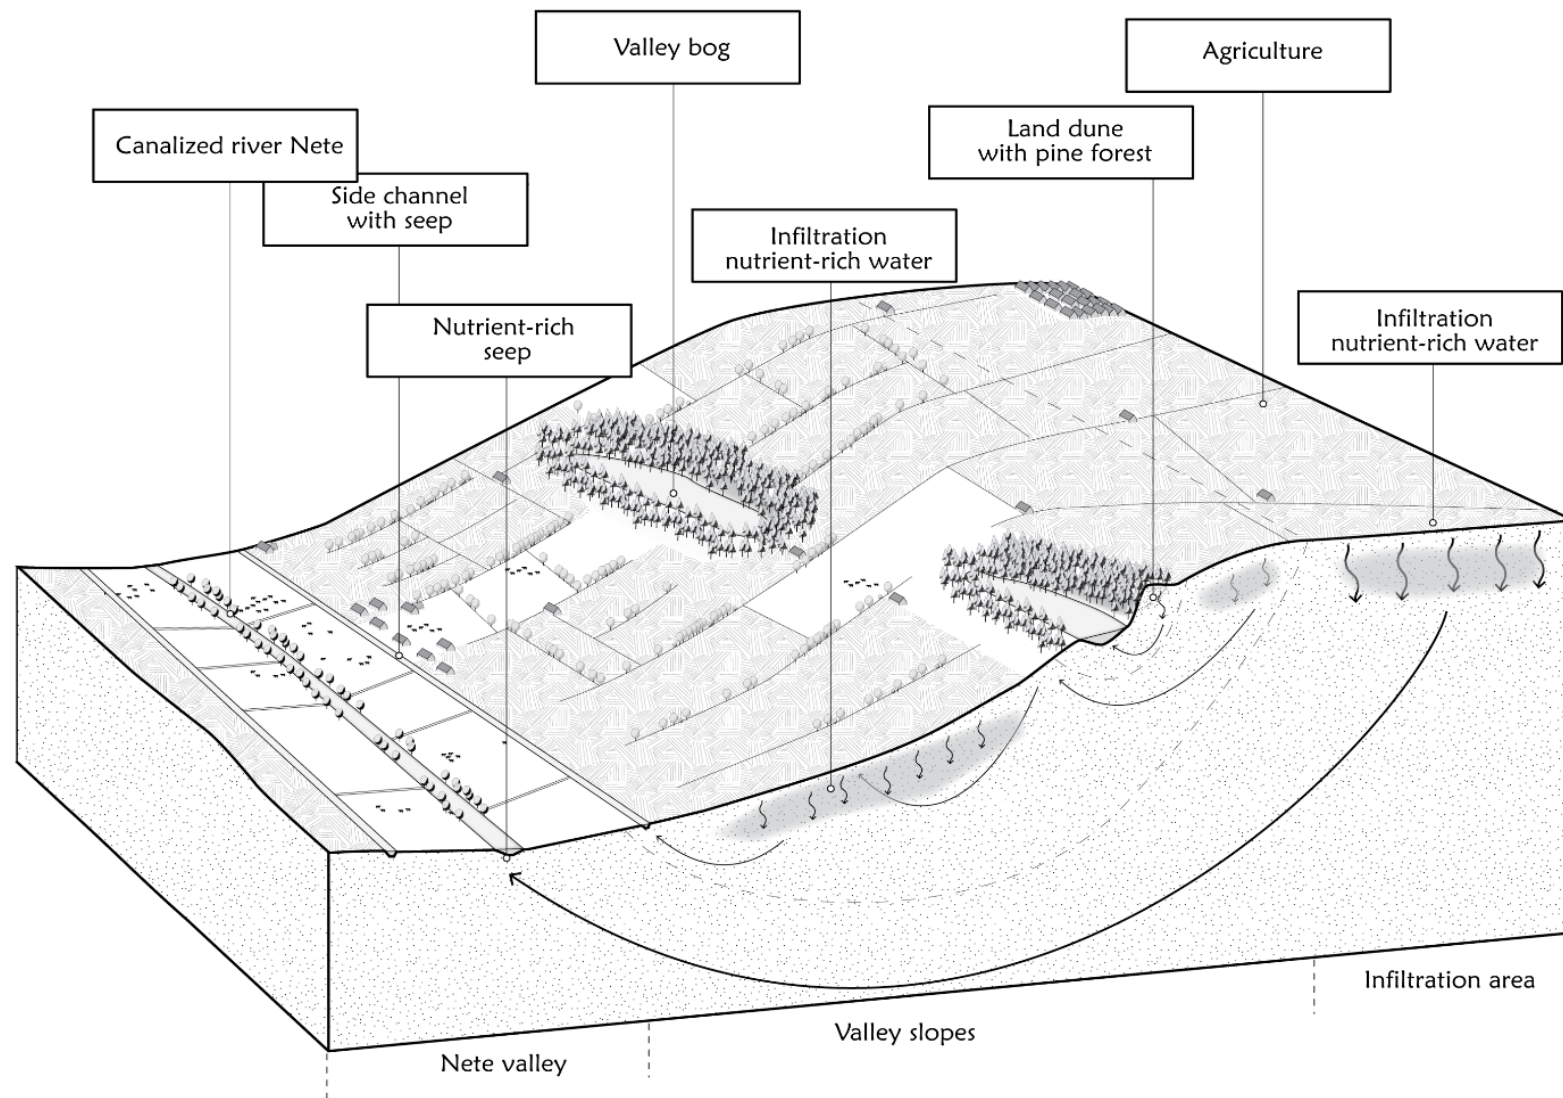 Valley bog
Agriculture
Canalized river Nete
Land dune
with pine forest
Side channel
with seep
Infiltration
nutrient-rich water
Nutrient-rich
seep
Infiltration
nutrient-rich water
Infiltration area
Valley slopes
Nete valley